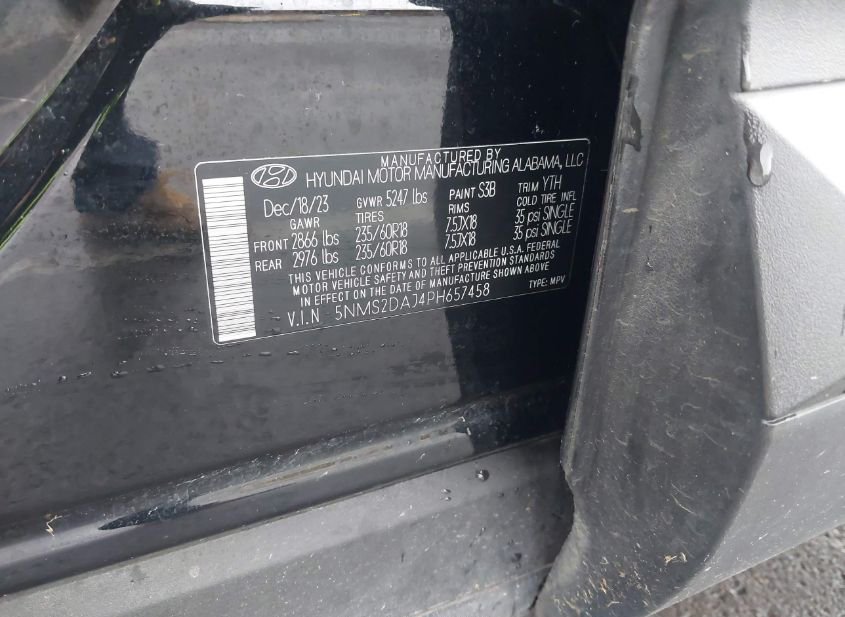 MANUFACTURED BY
HYUNDAI MOTOR MANUFACTURING ALABAMA, LLC
Dec/18/23 GVWR 5247 lbs PAINT S3B TRIM YTH
GAWR TIRES RIMS COLD TIRE INFL
FRONT 2866 lbs 235/60R18 7.5JX18 35 psi SINGLE
REAR 2976 lbs 235/60R18 7.5JX18 35 psi SINGLE
THIS VEHICLE CONFORMS TO ALL APPLICABLE U.S.A. FEDERAL
MOTOR VEHICLE SAFETY AND THEFT PREVENTION STANDARDS
IN EFFECT ON THE DATE OF MANUFACTURE SHOWN ABOVE
V.I.N 5NMS2DAJ4PH657458 TYPE: MPV